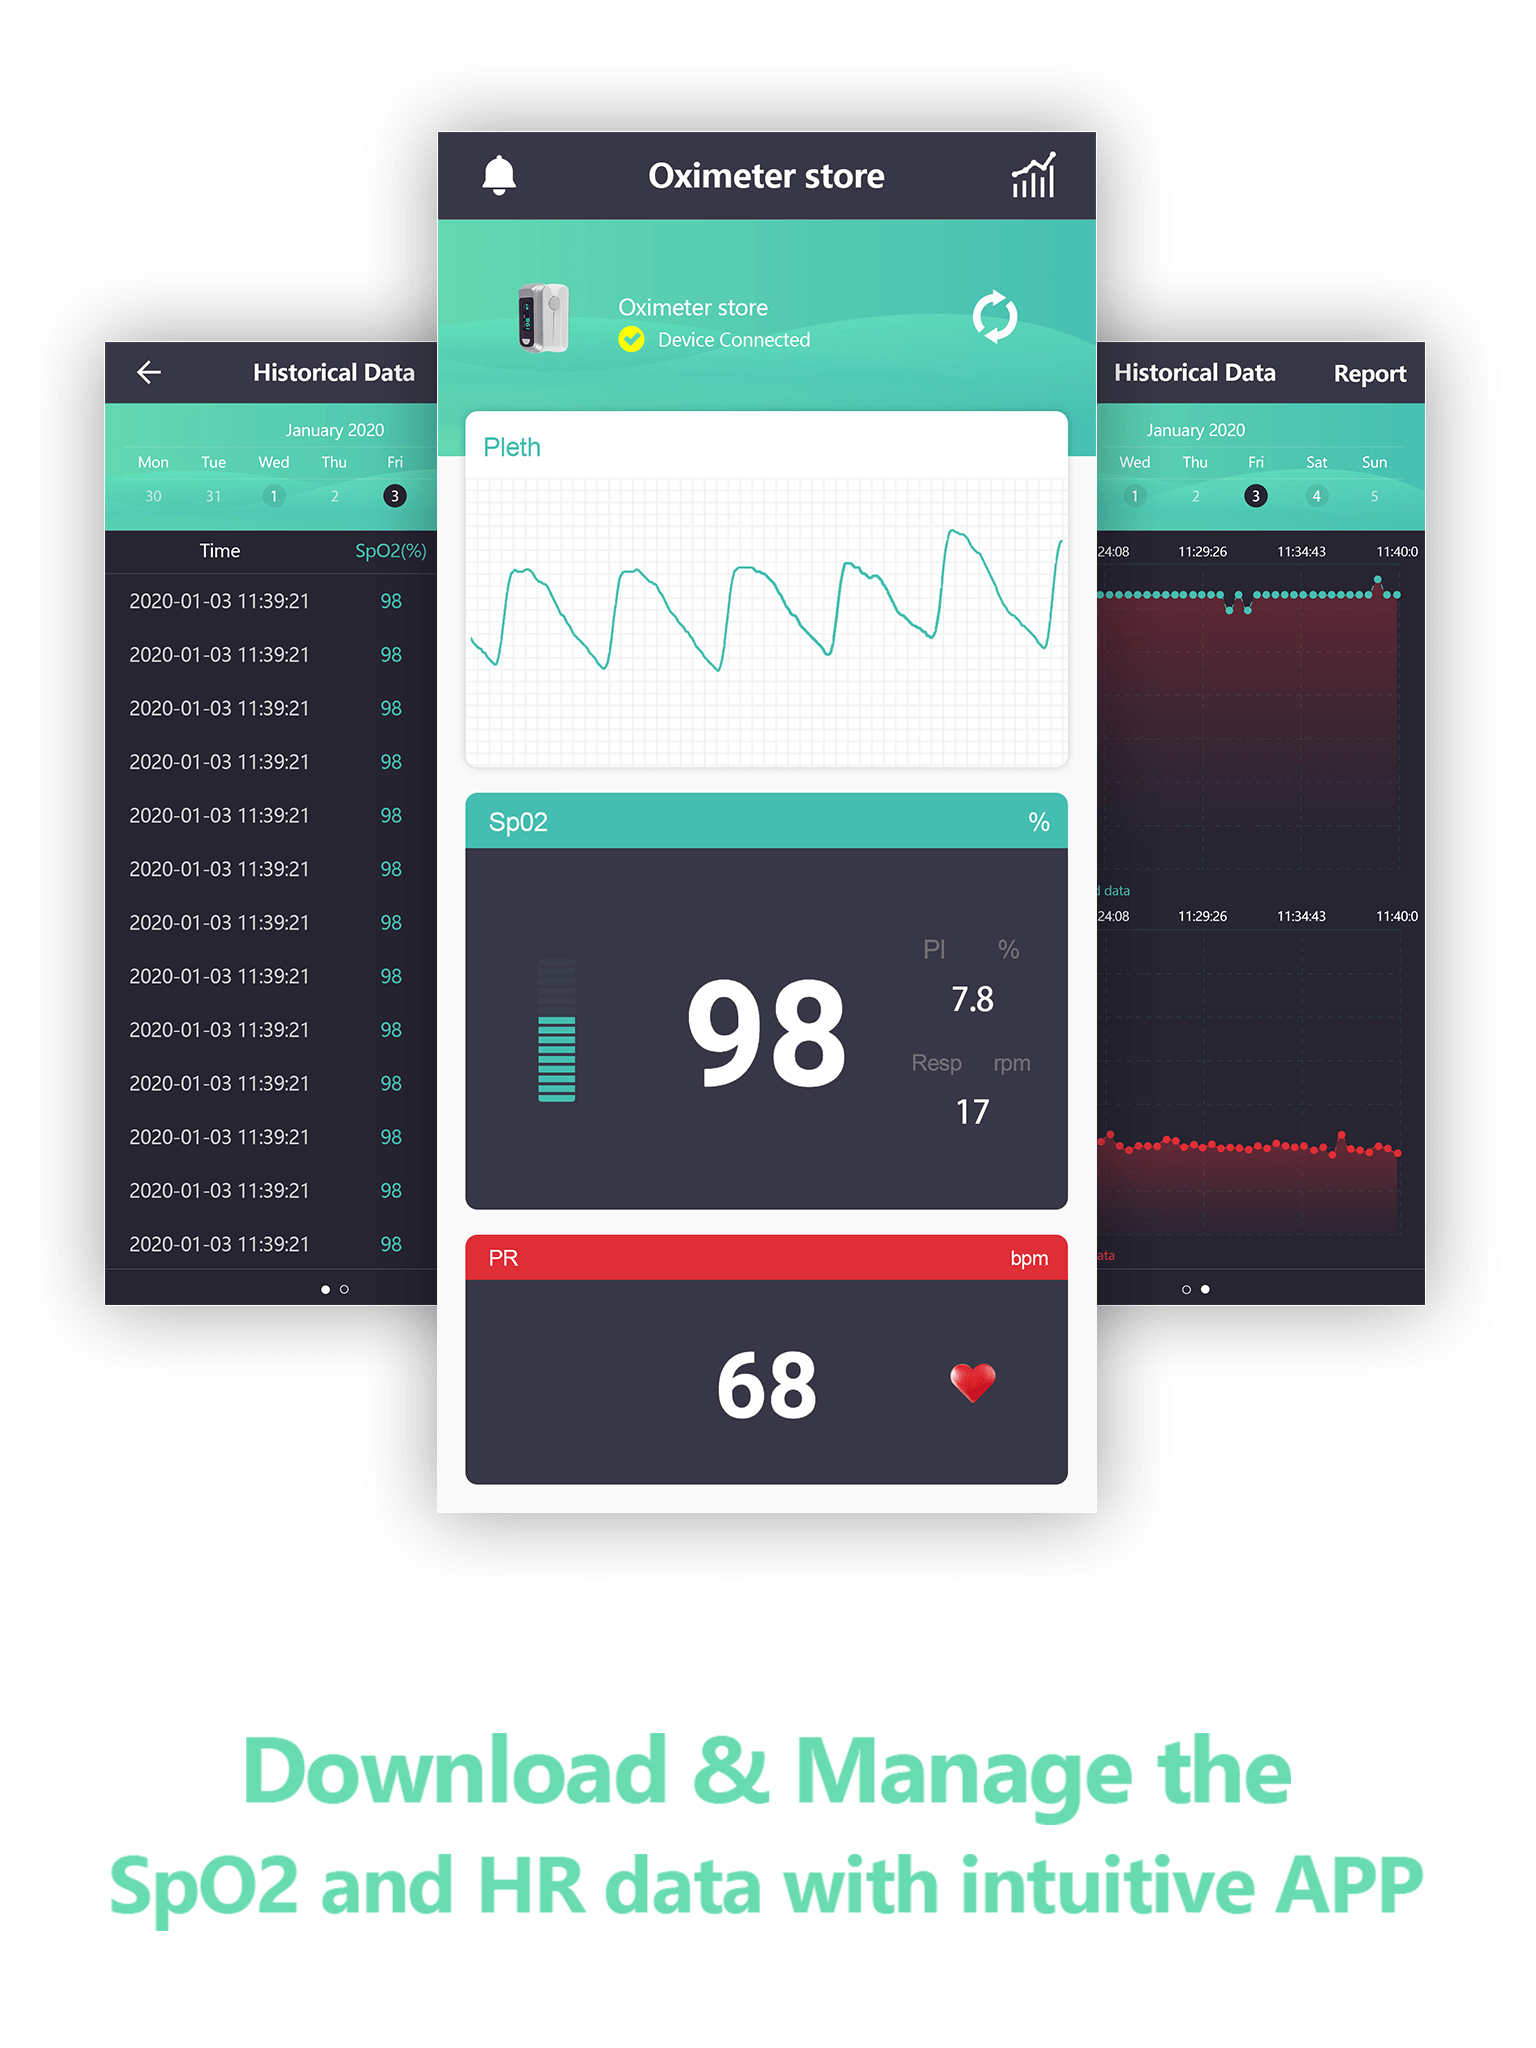 Oximeter store
Oximeter store
Device Connected
Pleth
Sp02 %
PI %
98
7.8
Resp rpm
17
PR bpm
68
Historical Data
January 2020
Mon Tue Wed Thu Fri
30 31 1 2 3
Time SpO2(%)
2020-01-03 11:39:21 98
2020-01-03 11:39:21 98
2020-01-03 11:39:21 98
2020-01-03 11:39:21 98
2020-01-03 11:39:21 98
2020-01-03 11:39:21 98
2020-01-03 11:39:21 98
2020-01-03 11:39:21 98
2020-01-03 11:39:21 98
2020-01-03 11:39:21 98
2020-01-03 11:39:21 98
2020-01-03 11:39:21 98
2020-01-03 11:39:21 98
Historical Data Report
January 2020
Wed Thu Fri Sat Sun
1 2 3 4 5
24:08 11:29:26 11:34:43 11:40:0
data
24:08 11:29:26 11:34:43 11:40:0
ata
Download & Manage the
SpO2 and HR data with intuitive APP